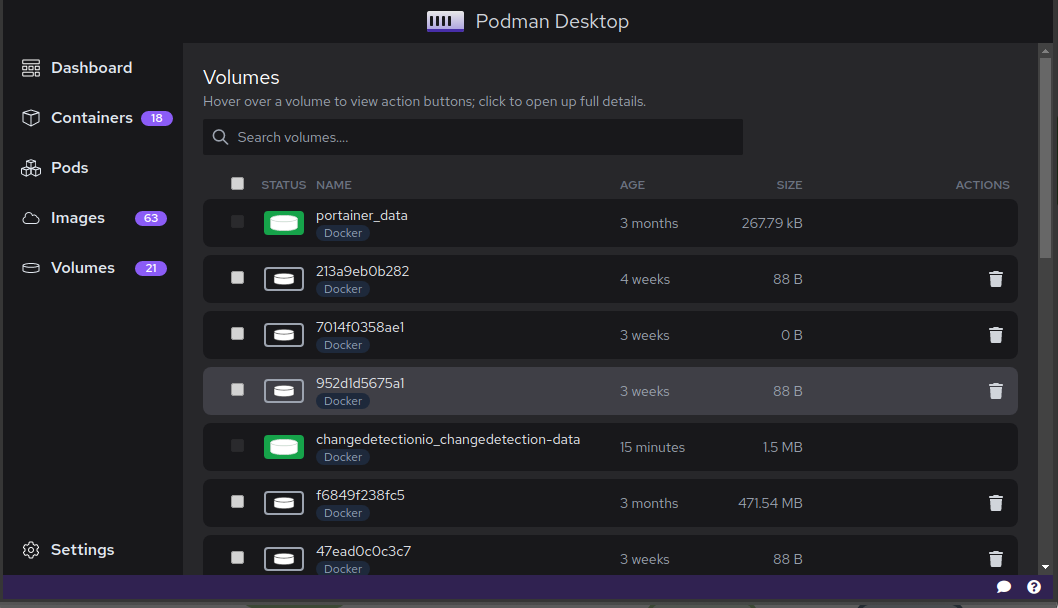 Podman Desktop
Dashboard
Containers 18
Pods
Images 63
Volumes 21
Settings
Volumes
Hover over a volume to view action buttons; click to open up full details.
Search volumes....
STATUS NAME AGE SIZE ACTIONS
portainer_data
Docker
3 months 267.79 kB
213a9eb0b282
Docker
4 weeks 88 B
7014f0358ae1
Docker
3 weeks 0 B
952d1d5675a1
Docker
3 weeks 88 B
changedetectionio_changedetection-data
Docker
15 minutes 1.5 MB
f6849f238fc5
Docker
3 months 471.54 MB
47ead0c0c3c7
Docker
3 weeks 88 B